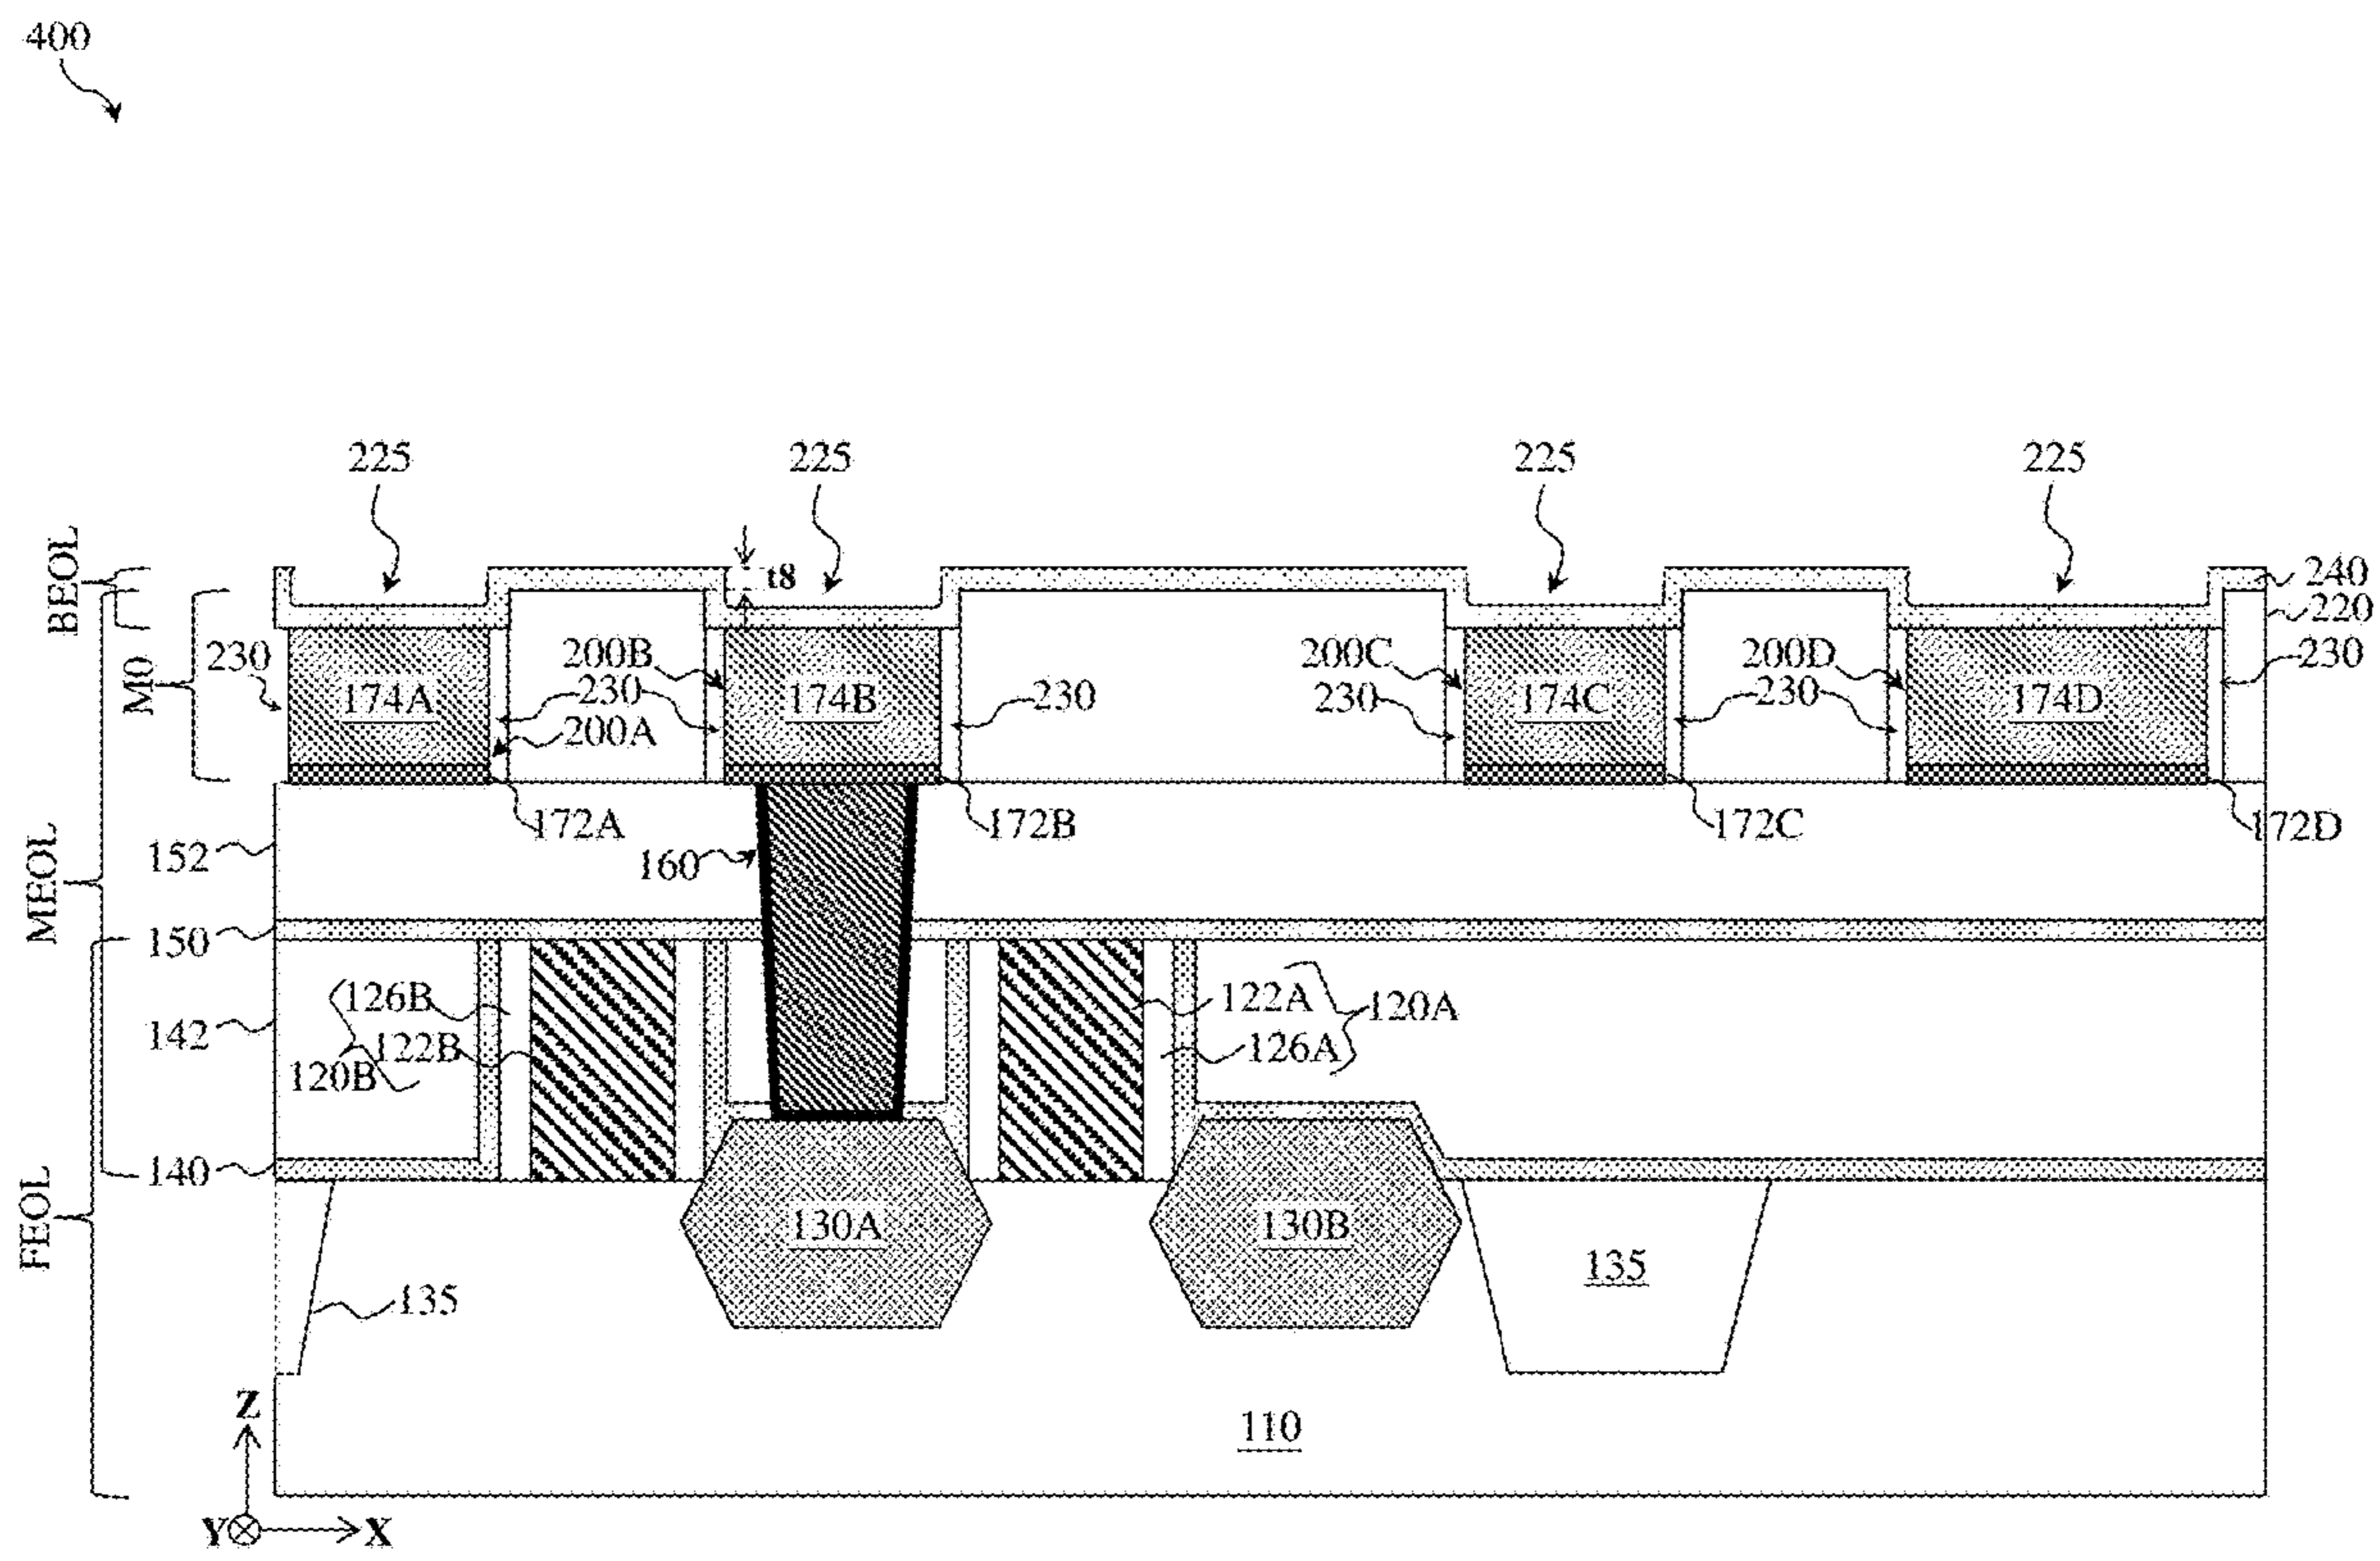 400
225 225 225 225
BEOL
t8
240
220
M0
230 200B 200C 200D 230
174A 230 174B 230 230 174C 230 174D
200A
172A 172B 172C 172D
MEOL
152 160
150
126B 122A 120A
142 122B 126A
120B
140
FEOL
130A 130B
135
135
Z
110
Y X